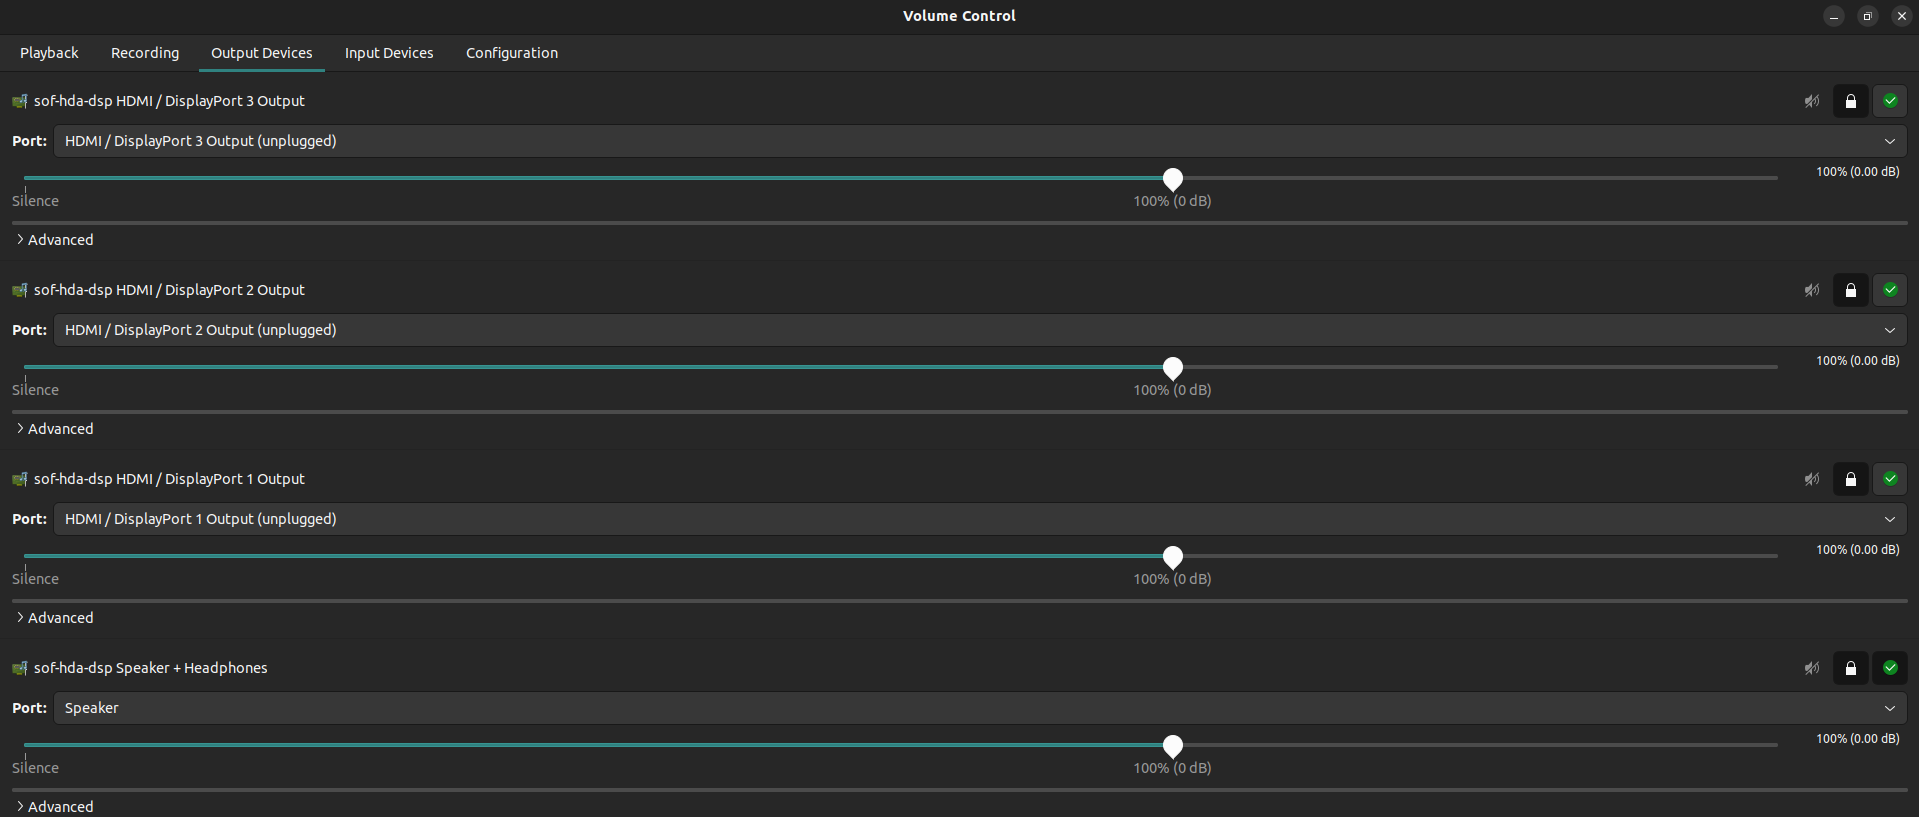 Volume Control
Playback Recording Output Devices Input Devices Configuration
sof-hda-dsp HDMI / DisplayPort 3 Output
Port: HDMI / DisplayPort 3 Output (unplugged)
100% (0.00 dB)
Silence 100% (0 dB)
Advanced
sof-hda-dsp HDMI / DisplayPort 2 Output
Port: HDMI / DisplayPort 2 Output (unplugged)
100% (0.00 dB)
Silence 100% (0 dB)
Advanced
sof-hda-dsp HDMI / DisplayPort 1 Output
Port: HDMI / DisplayPort 1 Output (unplugged)
100% (0.00 dB)
Silence 100% (0 dB)
Advanced
sof-hda-dsp Speaker + Headphones
Port: Speaker
100% (0.00 dB)
Silence 100% (0 dB)
Advanced